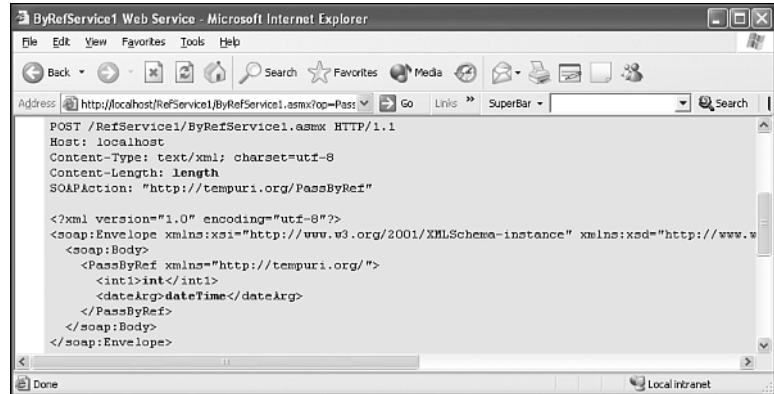 ByRefService1 Web Service - Microsoft Internet Explorer
File Edit View Favorites Tools Help
Back Search Favorites Media
Address http://localhost/RefService1/ByRefService1.asmx?op=Pass Go Links » SuperBar Search
POST /RefService1/ByRefService1.asmx HTTP/1.1
Host: localhost
Content-Type: text/xml; charset=utf-8
Content-Length: length
SOAPAction: "http://tempuri.org/PassByRef"
<?xml version="1.0" encoding="utf-8"?>
<soap:Envelope xmlns:xsi="http://www.w3.org/2001/XMLSchema-instance" xmlns:xsd="http://www.w
<soap:Body>
<PassByRef xmlns="http://tempuri.org/">
<int1>int</int1>
<dateArg>dateTime</dateArg>
</PassByRef>
</soap:Body>
</soap:Envelope>
Done Local intranet